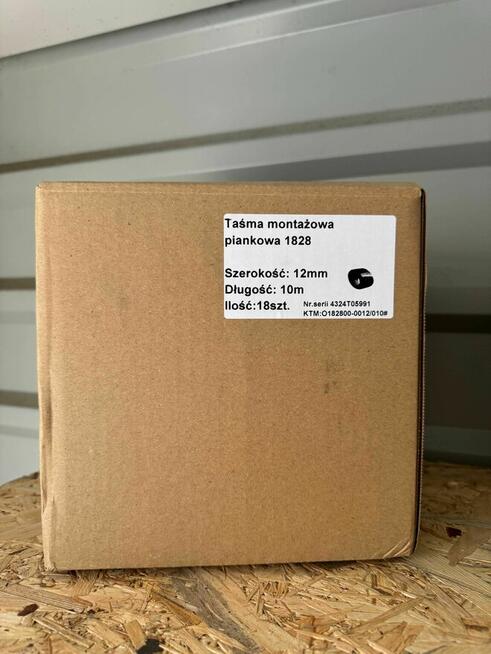 Taśma montażowa
piankowa 1828
Szerokość: 12mm
Długość: 10m
Ilość:18szt. Nr.serii 4324T05991
KTM:O182800-0012/010#